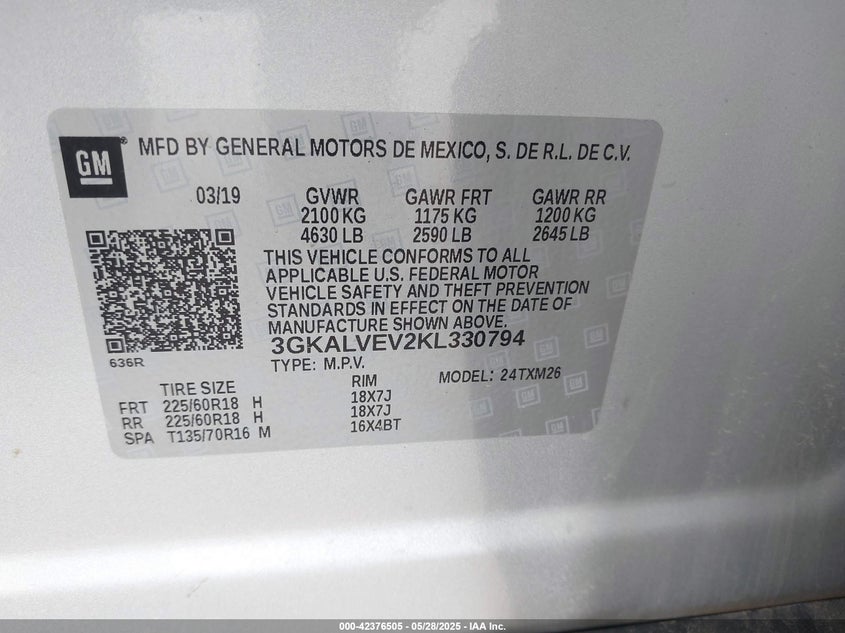 GM® MFD BY GENERAL MOTORS DE MEXICO, S. DE R.L. DE C.V.
03/19 GVWR GAWR FRT GAWR RR
2100 KG 1175 KG 1200 KG
4630 LB 2590 LB 2645 LB
THIS VEHICLE CONFORMS TO ALL
APPLICABLE U.S. FEDERAL MOTOR
VEHICLE SAFETY AND THEFT PREVENTION
STANDARDS IN EFFECT ON THE DATE OF
MANUFACTURE SHOWN ABOVE.
3GKALVEV2KL330794
636R TYPE: M.P.V. MODEL: 24TXM26
TIRE SIZE RIM
FRT 225/60R18 H 18X7J
RR 225/60R18 H 18X7J
SPA T135/70R16 M 16X4BT
000-42376505 - 05/28/2025 - IAA Inc.